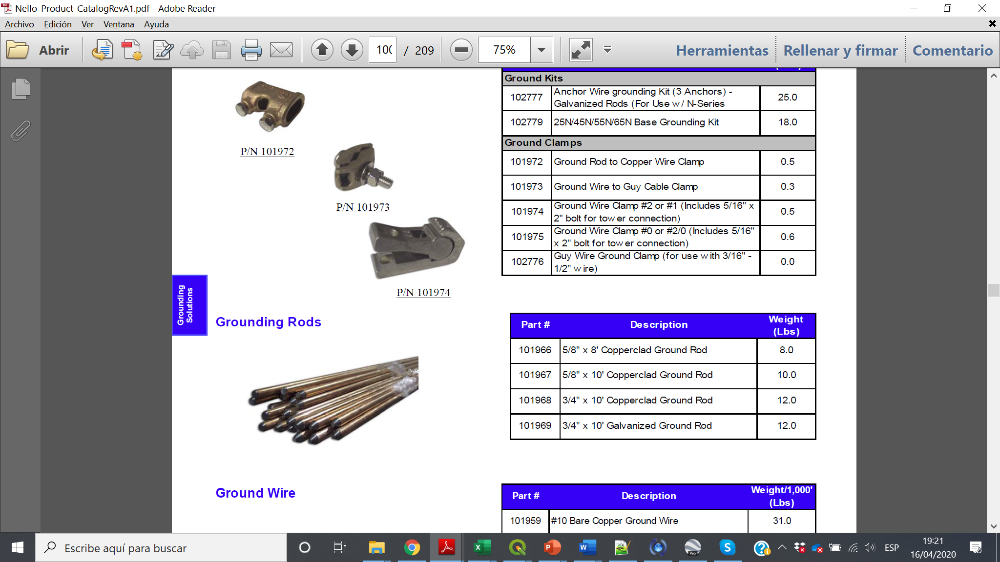 Nello-Product-CatalogRevA1.pdf - Adobe Reader
Archivo Edición Ver Ventana Ayuda
Abrir
100 / 209
75%
Herramientas Rellenar y firmar Comentario
Ground Kits
102777 Anchor Wire grounding Kit (3 Anchors) - Galvanized Rods (For Use w / N-Series 25.0
102779 25N/45N/55N/65N Base Grounding Kit 18.0
Ground Clamps
101972 Ground Rod to Copper Wire Clamp 0.5
101973 Ground Wire to Guy Cable Clamp 0.3
101974 Ground Wire Clamp #2 or #1 (Includes 5/16" x 2" bolt for tower connection) 0.5
101975 Ground Wire Clamp #0 or #2/0 (Includes 5/16" x 2" bolt for tower connection) 0.6
102776 Guy Wire Ground Clamp (for use with 3/16" - 1/2" wire) 0.0
P/N 101972
P/N 101973
P/N 101974
Grounding
Solutions
Grounding Rods
Part # Description Weight (Lbs)
101966 5/8" x 8' Copperclad Ground Rod 8.0
101967 5/8" x 10' Copperclad Ground Rod 10.0
101968 3/4" x 10' Copperclad Ground Rod 12.0
101969 3/4" x 10' Galvanized Ground Rod 12.0
Ground Wire
Part # Description Weight/1,000' (Lbs)
101959 #10 Bare Copper Ground Wire 31.0
Escribe aquí para buscar
Pro
ESP
19:21
16/04/2020